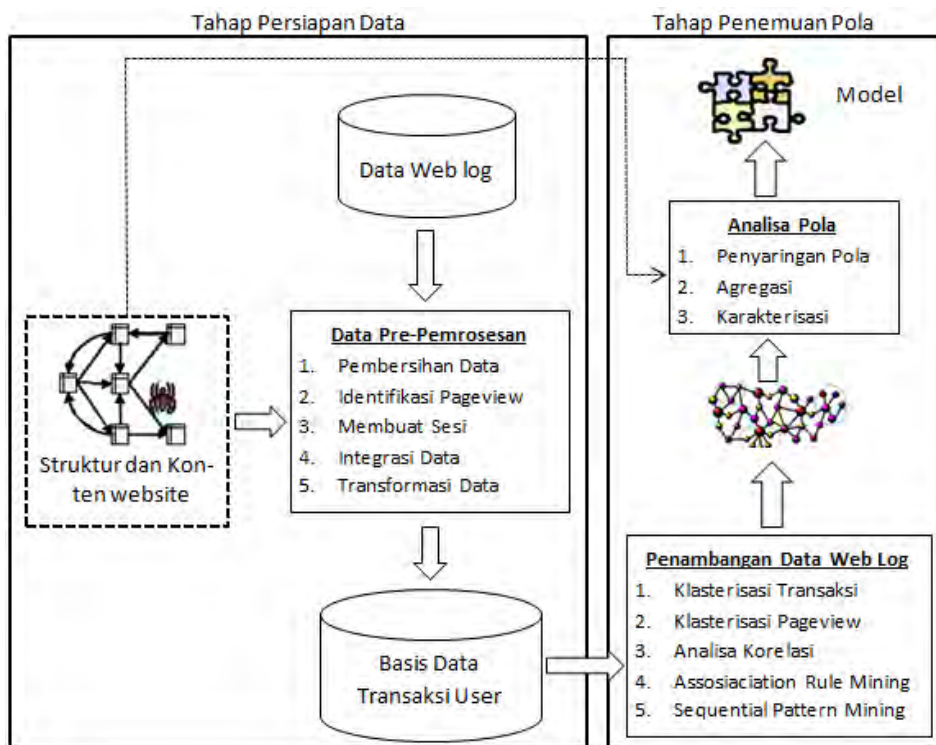 Tahap Persiapan Data
Data Web log
Struktur dan Kon-
ten website
Data Pre-Pemrosesan
1. Pembersihan Data
2. Identifikasi Pageview
3. Membuat Sesi
4. Integrasi Data
5. Transformasi Data
Basis Data
Transaksi User
Tahap Penemuan Pola
Model
Analisa Pola
1. Penyaringan Pola
2. Agregasi
3. Karakterisasi
Penambangan Data Web Log
1. Klasterisasi Transaksi
2. Klasterisasi Pageview
3. Analisa Korelasi
4. Assosiaciation Rule Mining
5. Sequential Pattern Mining